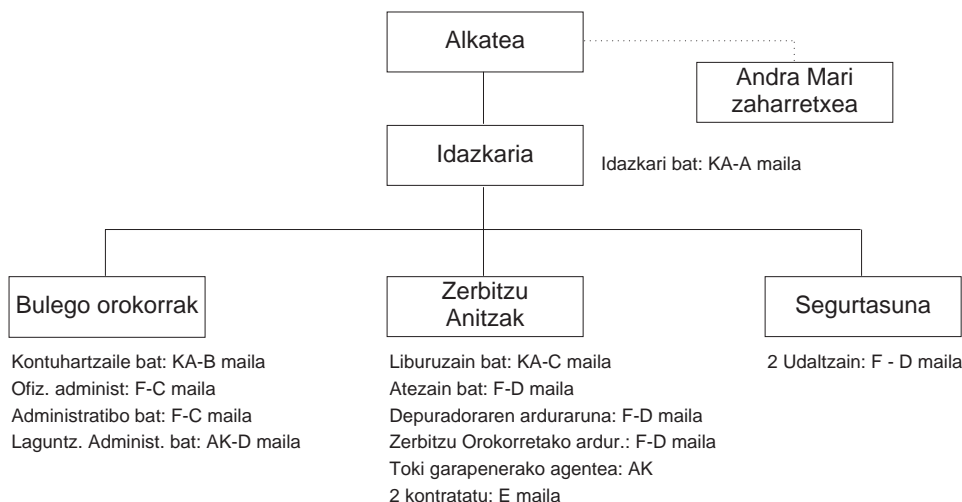 Alkatea
Andra Mari
zaharretxea
Idazkaria
Idazkari bat: KA-A maila
Bulego orokorrak
Zerbitzu
Anitzak
Segurtasuna
Kontuhartzaile bat: KA-B maila
Ofiz. administ: F-C maila
Administratibo bat: F-C maila
Laguntz. Administ. bat: AK-D maila
Liburuzain bat: KA-C maila
Atezain bat: F-D maila
Depuradoraren arduraruna: F-D maila
Zerbitzu Orokorretako ardur.: F-D maila
Toki garapenerako agentea: AK
2 kontratatu: E maila
2 Udaltzain: F - D maila